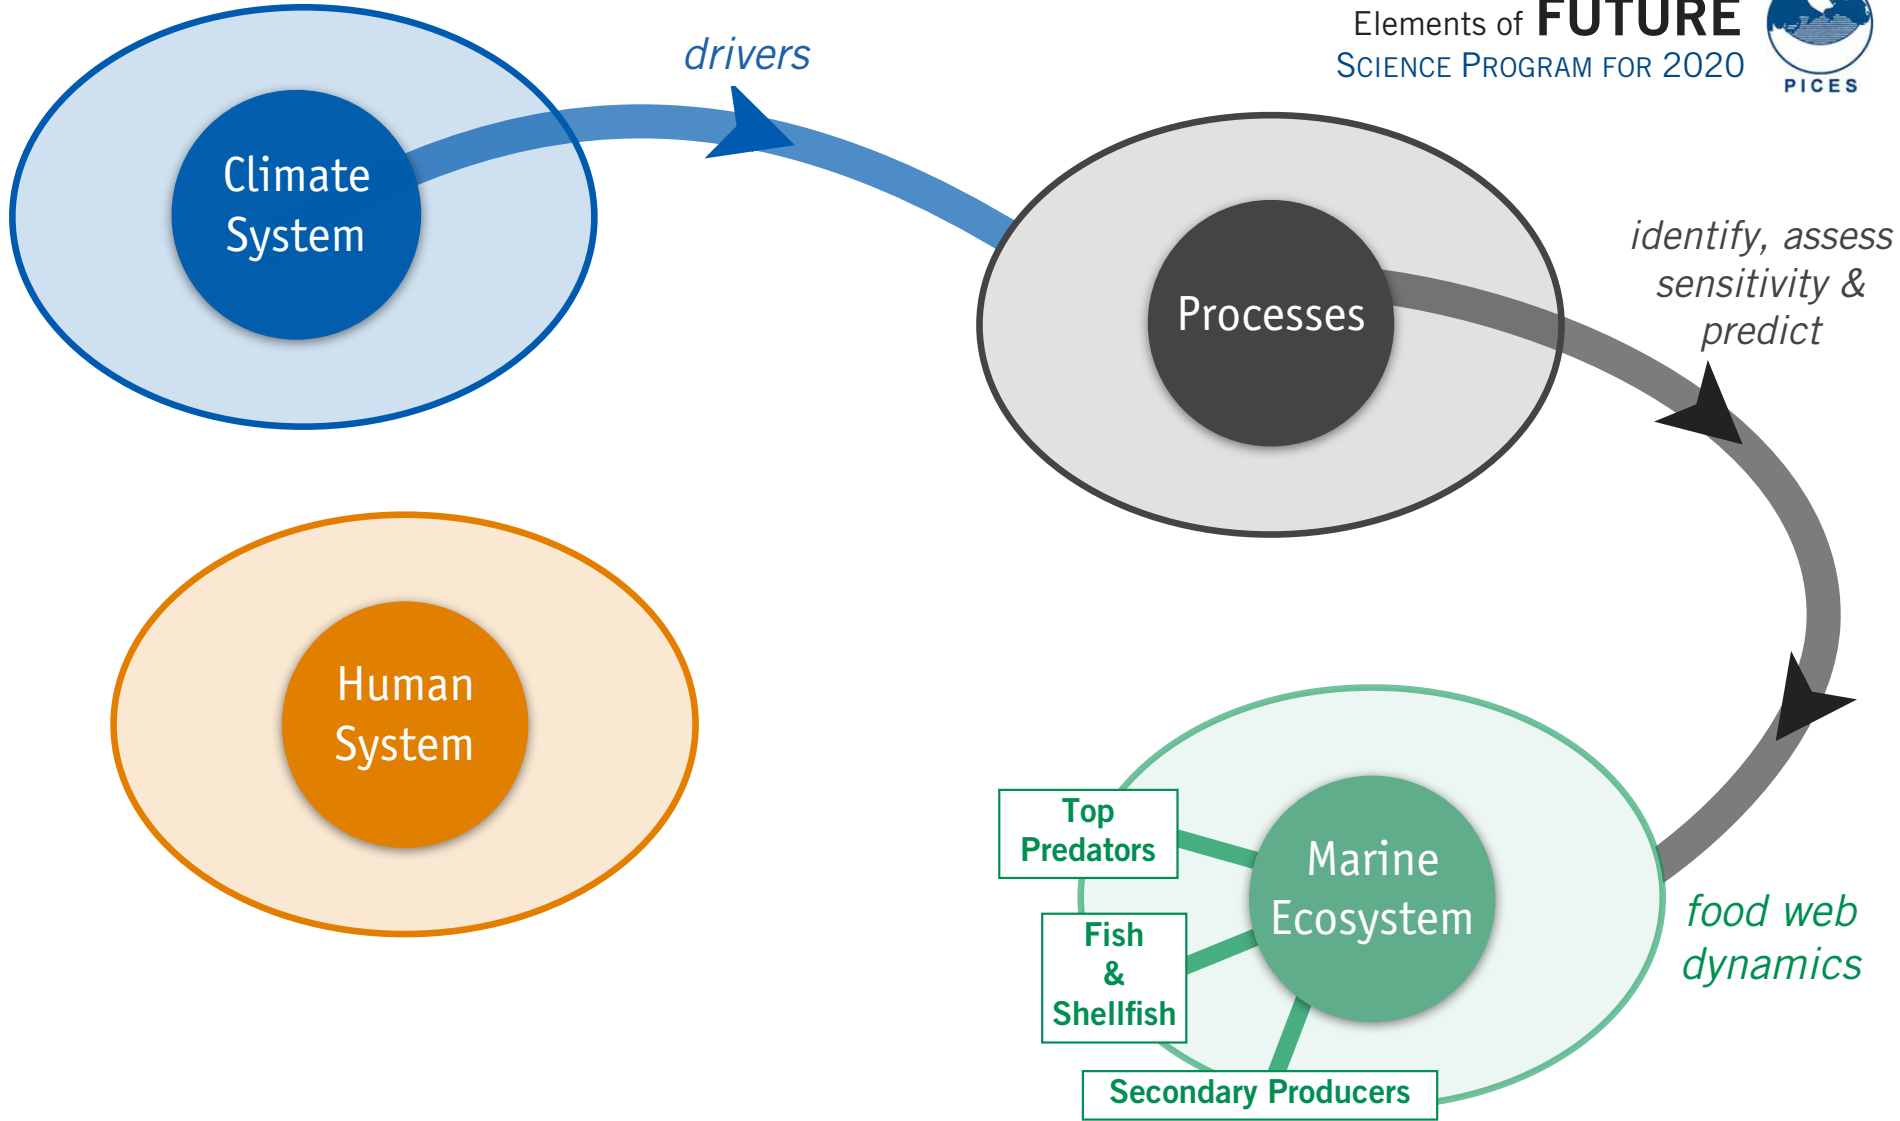 Elements of FUTURE
SCIENCE PROGRAM FOR 2020
PICES
drivers
Climate
System
Processes
identify, assess
sensitivity &
predict
Human
System
Top
Predators
Marine
Ecosystem
Fish
&
Shellfish
food web
dynamics
Secondary Producers